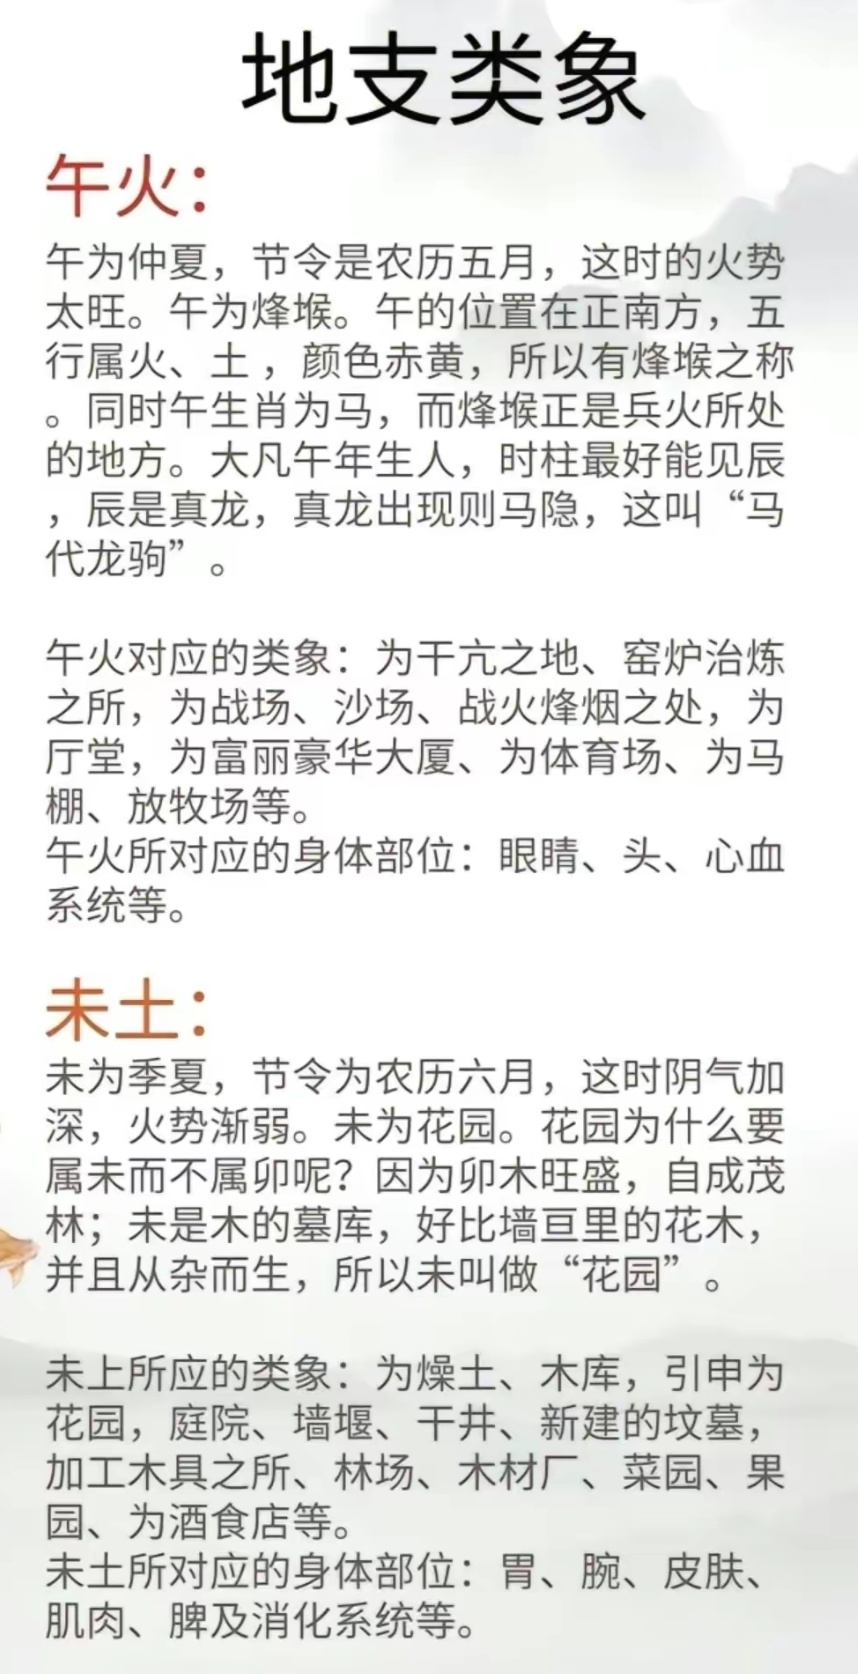 地支类象
午火：
午为仲夏，节令是农历五月，这时的火势
太旺。午为烽堠。午的位置在正南方，五
行属火、土，颜色赤黄，所以有烽堠之称
。同时午生肖为马，而烽堠正是兵火所处
的地方。大凡午年生人，时柱最好能见辰
，辰是真龙，真龙出现则马隐，这叫“马
代龙驹”。
午火对应的类象：为干亢之地、窑炉治炼
之所，为战场、沙场、战火烽烟之处，为
厅堂，为富丽豪华大厦、为体育场、为马
棚、放牧场等。
午火所对应的身体部位：眼睛、头、心血
系统等。
未土：
未为季夏，节令为农历六月，这时阴气加
深，火势渐弱。未为花园。花园为什么要
属未而不属卯呢？因为卯木旺盛，自成茂
林；未是木的墓库，好比墙亘里的花木，
并且从杂而生，所以未叫做“花园”。
未上所应的类象：为燥土、木库，引申为
花园，庭院、墙堰、干井、新建的坟墓，
加工木具之所、林场、木材厂、菜园、果
园、为酒食店等。
未土所对应的身体部位：胃、腕、皮肤、
肌肉、脾及消化系统等。